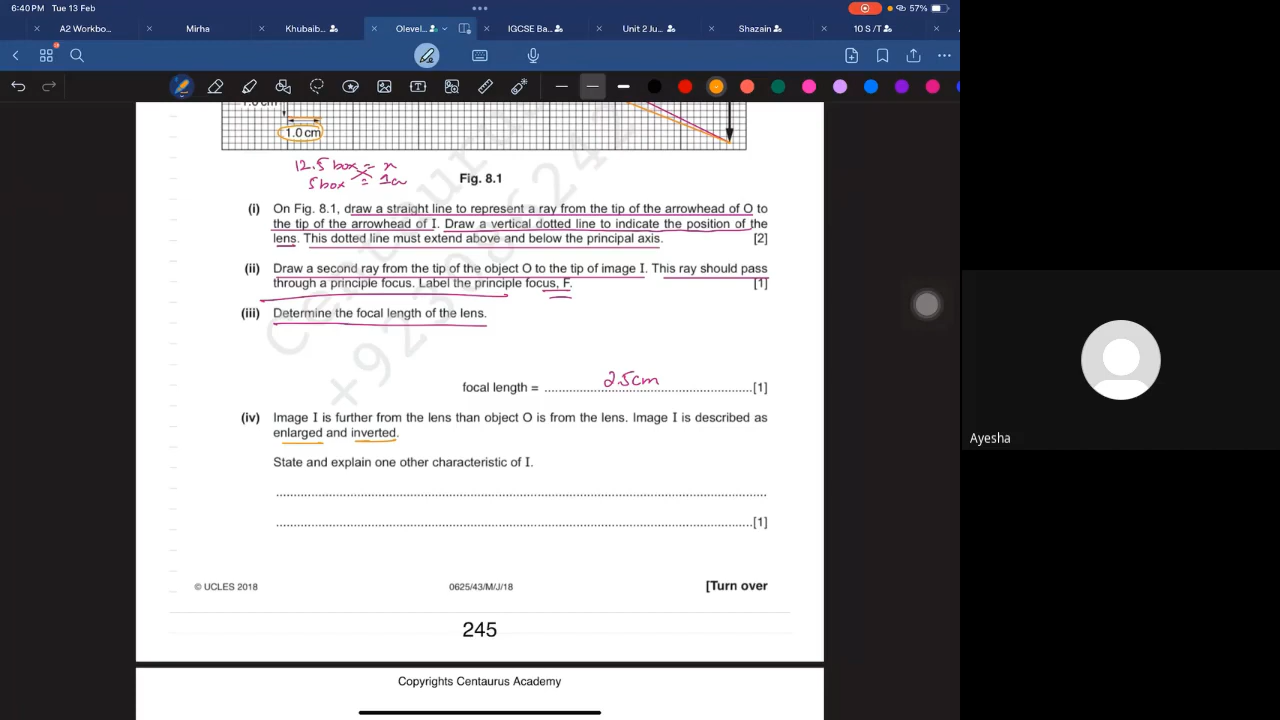 6:40 PM Tue 13 Feb
57%
A2 Workbo...
Mirha
Khubaib...
Olevel...
IGCSE Ba...
Unit 2 Ju...
Shazain
10 S /T
1.0 cm
1.0 cm
12.5 box = x
5 box = 1cm
Fig. 8.1
(i) On Fig. 8.1, draw a straight line to represent a ray from the tip of the arrowhead of O to
the tip of the arrowhead of I. Draw a vertical dotted line to indicate the position of the
lens. This dotted line must extend above and below the principal axis. [2]
(ii) Draw a second ray from the tip of the object O to the tip of image I. This ray should pass
through a principle focus. Label the principle focus, F. [1]
(iii) Determine the focal length of the lens.
focal length = 2.5cm [1]
(iv) Image I is further from the lens than object O is from the lens. Image I is described as
enlarged and inverted.
State and explain one other characteristic of I.
[1]
© UCLES 2018 0625/43/M/J/18 [Turn over
245
Copyrights Centaurus Academy
Ayesha